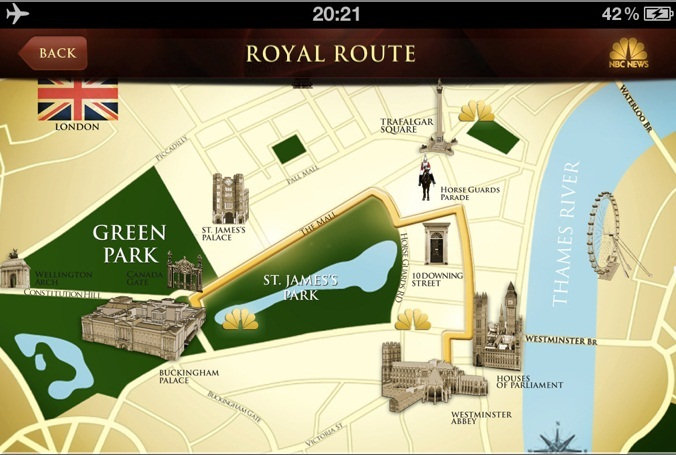 20:21
42%
BACK
ROYAL ROUTE
NBC NEWS
LONDON
WATERLOO BR
TRAFALGAR
SQUARE
PICCADILLY
PALL MALL
HORSE GUARDS
PARADE
ST. JAMES'S
PALACE
THE MALL
THAMES RIVER
GREEN
PARK
HORSE GUARDS RD
10 DOWNING
STREET
WELLINGTON
ARCH
CANADA
GATE
ST. JAMES'S
PARK
CONSTITUTION HILL
WESTMINSTER BR
BUCKINGHAM
PALACE
HOUSES
OF PARLIAMENT
BUCKINGHAM GATE
WESTMINSTER
ABBEY
VICTORIA ST